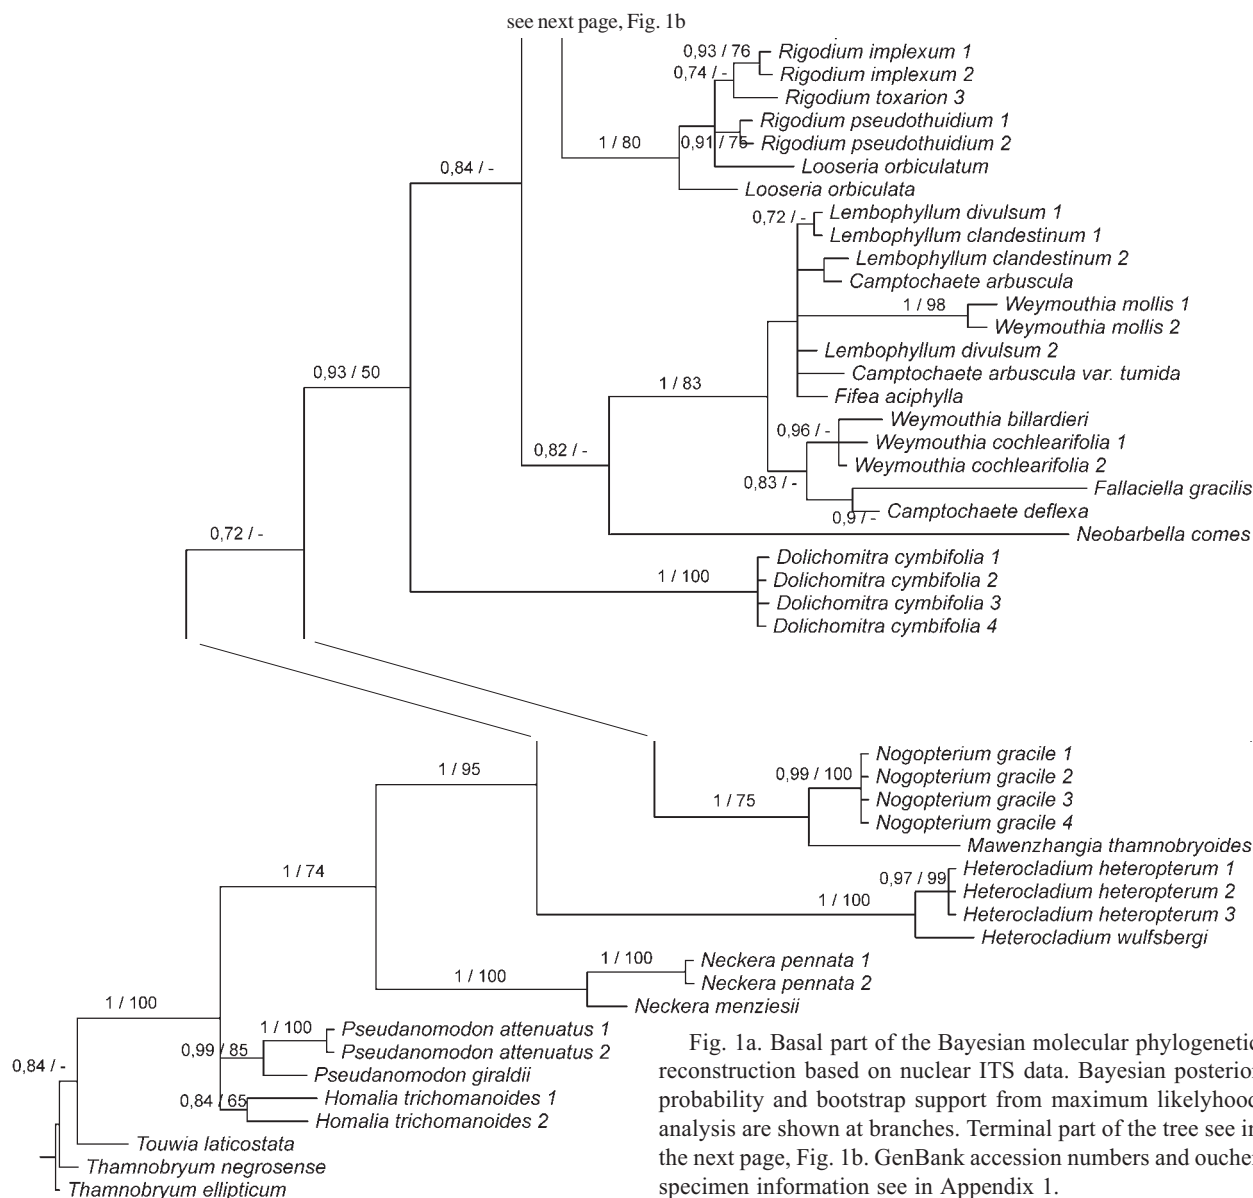 see next page, Fig. 1b
0,93 / 76
Rigodium implexum 1
0,74 / -
Rigodium implexum 2
Rigodium toxarion 3
Rigodium pseudothuidium 1
1 / 80
0,91 / 75
Rigodium pseudothuidium 2
0,84 / -
Looseria orbiculatum
Looseria orbiculata
0,72 / -
Lembophyllum divulsum 1
Lembophyllum clandestinum 1
Lembophyllum clandestinum 2
Camptochaete arbuscula
1 / 98
Weymouthia mollis 1
Weymouthia mollis 2
Lembophyllum divulsum 2
0,93 / 50
Camptochaete arbuscula var. tumida
1 / 83
Fifea aciphylla
Weymouthia billardieri
0,96 / -
Weymouthia cochlearifolia 1
0,82 / -
Weymouthia cochlearifolia 2
0,83 / -
Fallaciella gracilis
Camptochaete deflexa
0,9 / -
0,72 / -
Neobarbella comes
Dolichomitra cymbifolia 1
1 / 100
Dolichomitra cymbifolia 2
Dolichomitra cymbifolia 3
Dolichomitra cymbifolia 4
Nogopterium gracile 1
1 / 95
0,99 / 100
Nogopterium gracile 2
1 / 75
Nogopterium gracile 3
Nogopterium gracile 4
Mawenzhangia thamnobryoides
1 / 74
Heterocladium heteropterum 1
0,97 / 99
Heterocladium heteropterum 2
1 / 100
Heterocladium heteropterum 3
Heterocladium wulfsbergi
1 / 100
Neckera pennata 1
1 / 100
Neckera pennata 2
1 / 100
Neckera menziesii
1 / 100
Pseudanomodon attenuatus 1
0,99 / 85
Pseudanomodon attenuatus 2
0,84 / -
Pseudanomodon giraldii
0,84 / 65
Homalia trichomanoides 1
Homalia trichomanoides 2
Touwia laticostata
Thamnobryum negrosense
Thamnobryum ellipticum
Fig. 1a. Basal part of the Bayesian molecular phylogenetic
reconstruction based on nuclear ITS data. Bayesian posterior
probability and bootstrap support from maximum likelyhood
analysis are shown at branches. Terminal part of the tree see in
the next page, Fig. 1b. GenBank accession numbers and oucher
specimen information see in Appendix 1.